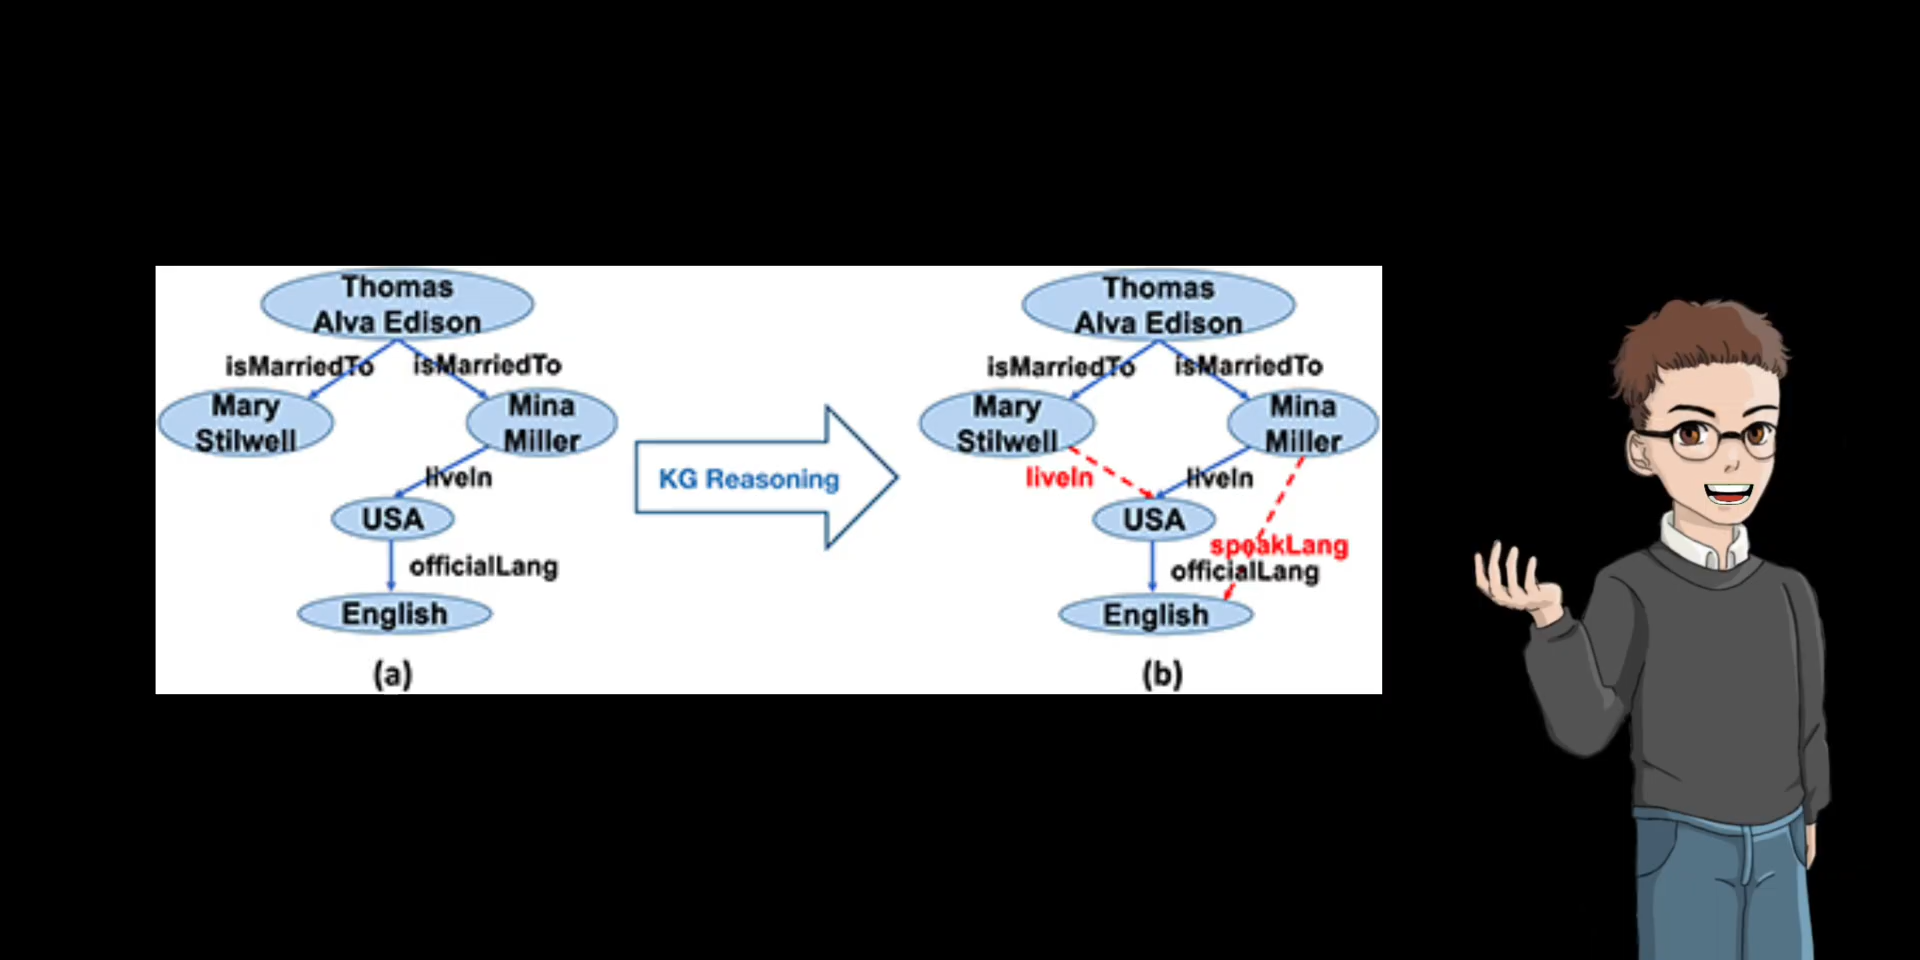 Thomas
Alva Edison
isMarriedTo
isMarriedTo
Mary
Stilwell
Mina
Miller
liveIn
USA
officialLang
English
(a)
KG Reasoning
Thomas
Alva Edison
isMarriedTo
isMarriedTo
Mary
Stilwell
Mina
Miller
liveIn
liveIn
USA
speakLang
officialLang
English
(b)